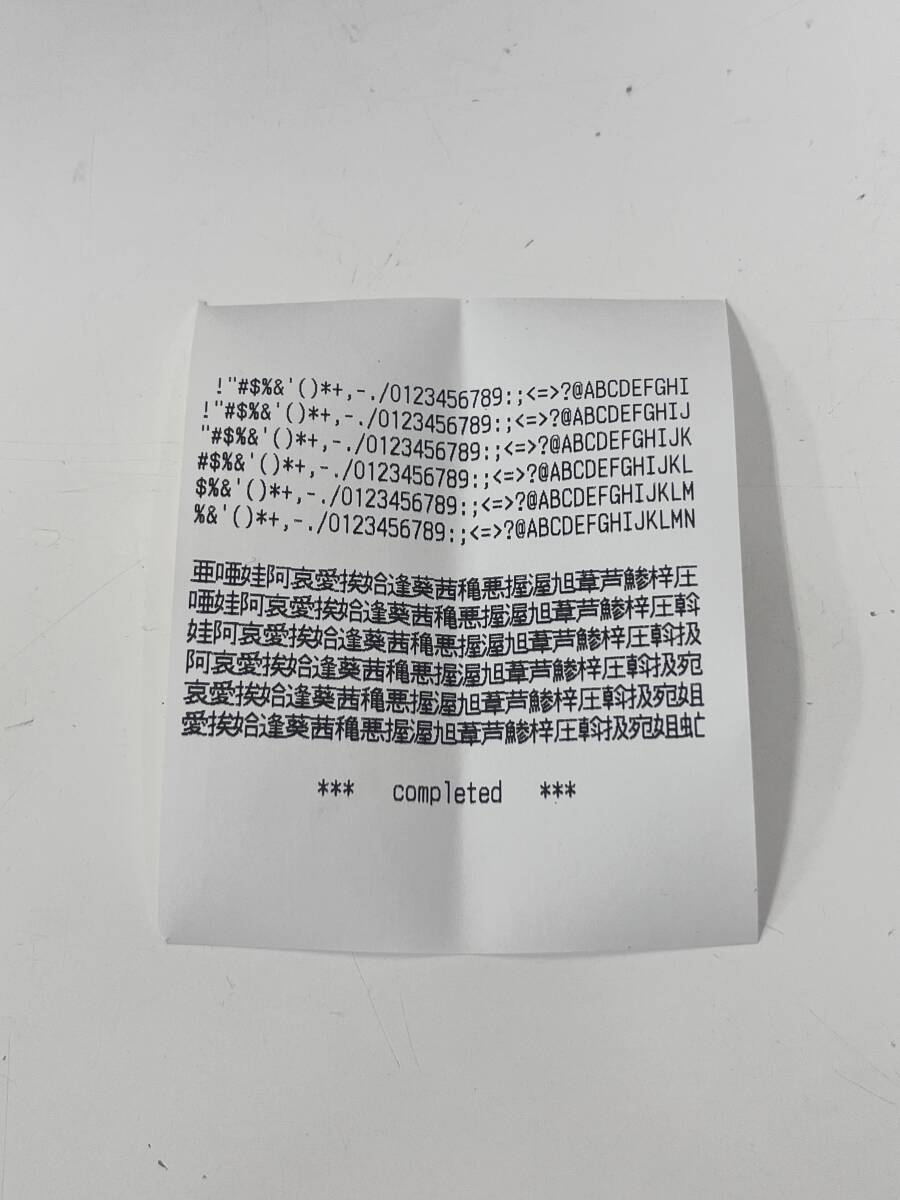 !"#$%&'()*+,-./0123456789:;<=>?@ABCDEFGHI
!"#$%&'()*+,-./0123456789:;<=>?@ABCDEFGHIJ
"#$%&'()*+,-./0123456789:;<=>?@ABCDEFGHIJK
#$%&'()*+,-./0123456789:;<=>?@ABCDEFGHIJKL
$%&'()*+,-./0123456789:;<=>?@ABCDEFGHIJKLM
%&'()*+,-./0123456789:;<=>?@ABCDEFGHIJKLMN
亜唖娃阿哀愛挨姶逢葵茜穐悪握渥旭葦芦鯵梓圧
唖娃阿哀愛挨姶逢葵茜穐悪握渥旭葦芦鯵梓圧斡
娃阿哀愛挨姶逢葵茜穐悪握渥旭葦芦鯵梓圧斡扱
阿哀愛挨姶逢葵茜穐悪握渥旭葦芦鯵梓圧斡扱宛
哀愛挨姶逢葵茜穐悪握渥旭葦芦鯵梓圧斡扱宛姐
愛挨姶逢葵茜穐悪握渥旭葦芦鯵梓圧斡扱宛姐虻
*** completed ***